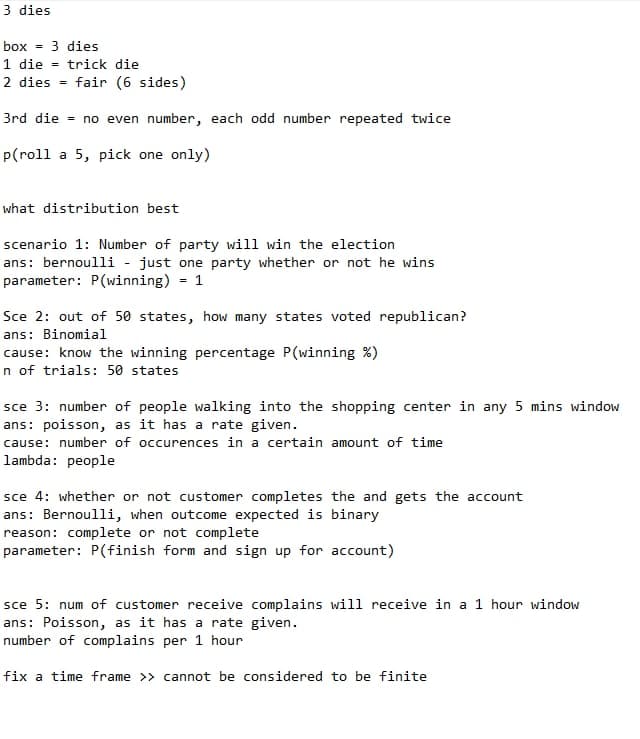 3 dies
box = 3 dies
1 die = trick die
2 dies = fair (6 sides)
3rd die = no even number, each odd number repeated twice
p(roll a 5, pick one only)
what distribution best
scenario 1: Number of party will win the election
ans: bernoulli - just one party whether or not he wins
parameter: P(winning) = 1
Sce 2: out of 50 states, how many states voted republican?
ans: Binomial
cause: know the winning percentage P(winning %)
n of trials: 50 states
sce 3: number of people walking into the shopping center in any 5 mins window
ans: poisson, as it has a rate given.
cause: number of occurences in a certain amount of time
lambda: people
sce 4: whether or not customer completes the and gets the account
ans: Bernoulli, when outcome expected is binary
reason: complete or not complete
parameter: P(finish form and sign up for account)
sce 5: num of customer receive complains will receive in a 1 hour window
ans: Poisson, as it has a rate given.
number of complains per 1 hour
fix a time frame >> cannot be considered to be finite